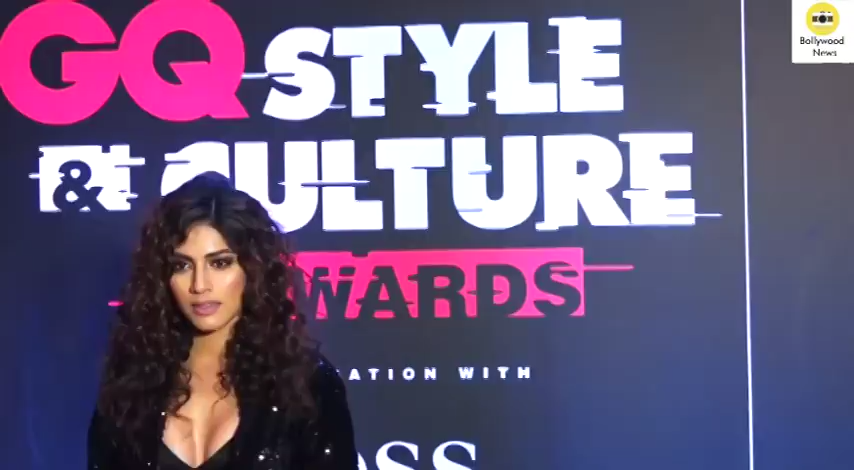 GQ STYLE
& CULTURE
AWARDS
WITH
Bollywood
News